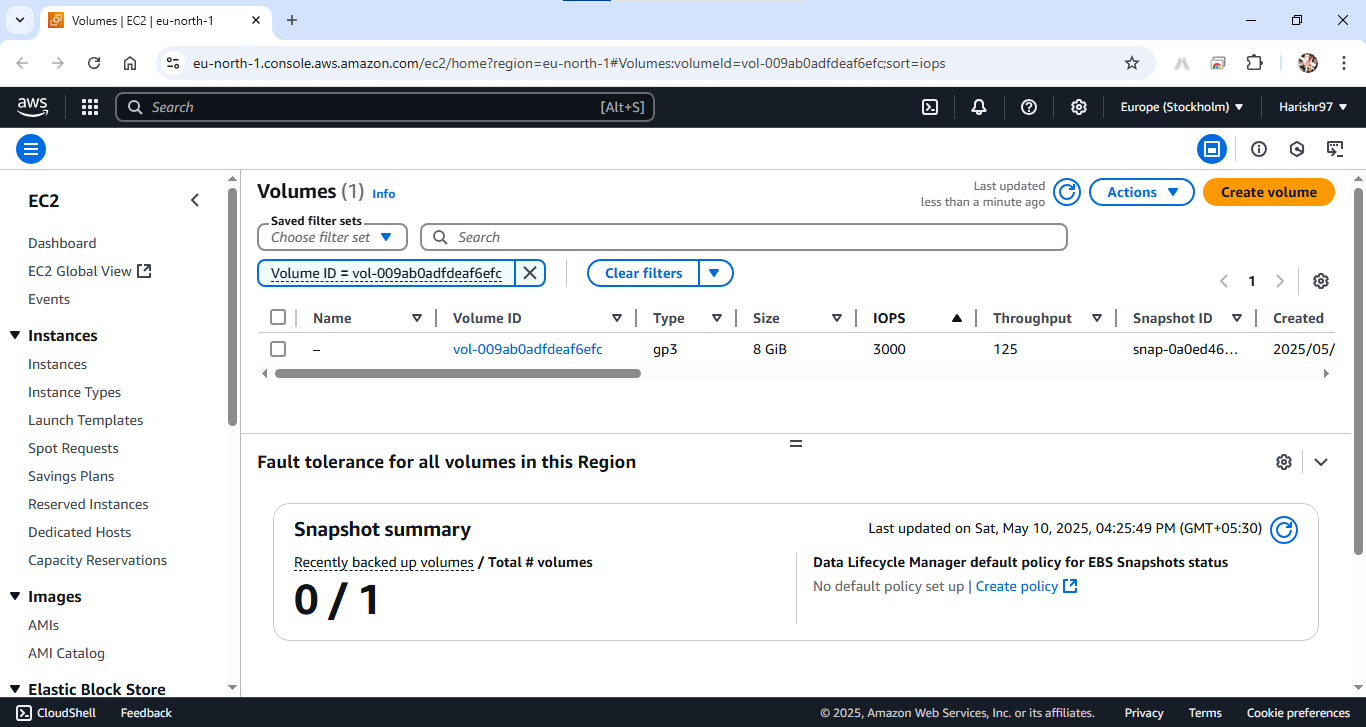 Volumes | EC2 | eu-north-1
eu-north-1.console.aws.amazon.com/ec2/home?region=eu-north-1#Volumes:volumeId=vol-009ab0adfdeaf6efc;sort=iops
aws
Search
[Alt+S]
Europe (Stockholm)
Harishr97
EC2
Dashboard
EC2 Global View
Events
Instances
Instances
Instance Types
Launch Templates
Spot Requests
Savings Plans
Reserved Instances
Dedicated Hosts
Capacity Reservations
Images
AMIs
AMI Catalog
Elastic Block Store
Volumes (1) Info
Last updated
less than a minute ago
Actions
Create volume
Saved filter sets
Choose filter set
Search
Volume ID = vol-009ab0adfdeaf6efc
Clear filters
1
Name Volume ID Type Size IOPS Throughput Snapshot ID Created
– vol-009ab0adfdeaf6efc gp3 8 GiB 3000 125 snap-0a0ed46... 2025/05/
Fault tolerance for all volumes in this Region
Snapshot summary
Last updated on Sat, May 10, 2025, 04:25:49 PM (GMT+05:30)
Recently backed up volumes / Total # volumes
0 / 1
Data Lifecycle Manager default policy for EBS Snapshots status
No default policy set up | Create policy
CloudShell
Feedback
© 2025, Amazon Web Services, Inc. or its affiliates.
Privacy
Terms
Cookie preferences